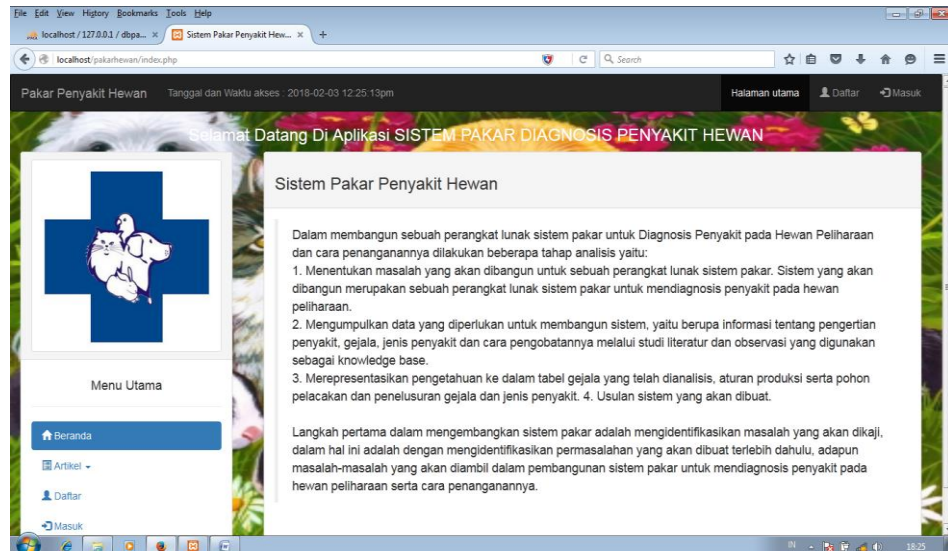 File Edit View History Bookmarks Tools Help
localhost / 127.0.0.1 / dbpa... × Sistem Pakar Penyakit Hew... × +
localhost/pakarhewan/index.php Search
Pakar Penyakit Hewan Tanggal dan Waktu akses : 2018-02-03 12:25:13pm Halaman utama Daftar Masuk
Selamat Datang Di Aplikasi SISTEM PAKAR DIAGNOSIS PENYAKIT HEWAN
Sistem Pakar Penyakit Hewan
Dalam membangun sebuah perangkat lunak sistem pakar untuk Diagnosis Penyakit pada Hewan Peliharaan
dan cara penanganannya dilakukan beberapa tahap analisis yaitu:
1. Menentukan masalah yang akan dibangun untuk sebuah perangkat lunak sistem pakar. Sistem yang akan
dibangun merupakan sebuah perangkat lunak sistem pakar untuk mendiagnosis penyakit pada hewan
peliharaan.
2. Mengumpulkan data yang diperlukan untuk membangun sistem, yaitu berupa informasi tentang pengertian
penyakit, gejala, jenis penyakit dan cara pengobatannya melalui studi literatur dan observasi yang digunakan
sebagai knowledge base.
3. Merepresentasikan pengetahuan ke dalam tabel gejala yang telah dianalisis, aturan produksi serta pohon
pelacakan dan penelusuran gejala dan jenis penyakit. 4. Usulan sistem yang akan dibuat.
Langkah pertama dalam mengembangkan sistem pakar adalah mengidentifikasikan masalah yang akan dikaji,
dalam hal ini adalah dengan mengidentifikasikan permasalahan yang akan dibuat terlebih dahulu, adapun
masalah-masalah yang akan diambil dalam pembangunan sistem pakar untuk mendiagnosis penyakit pada
hewan peliharaan serta cara penanganannya.
Menu Utama
Beranda
Artikel
Daftar
Masuk
IN 18:25